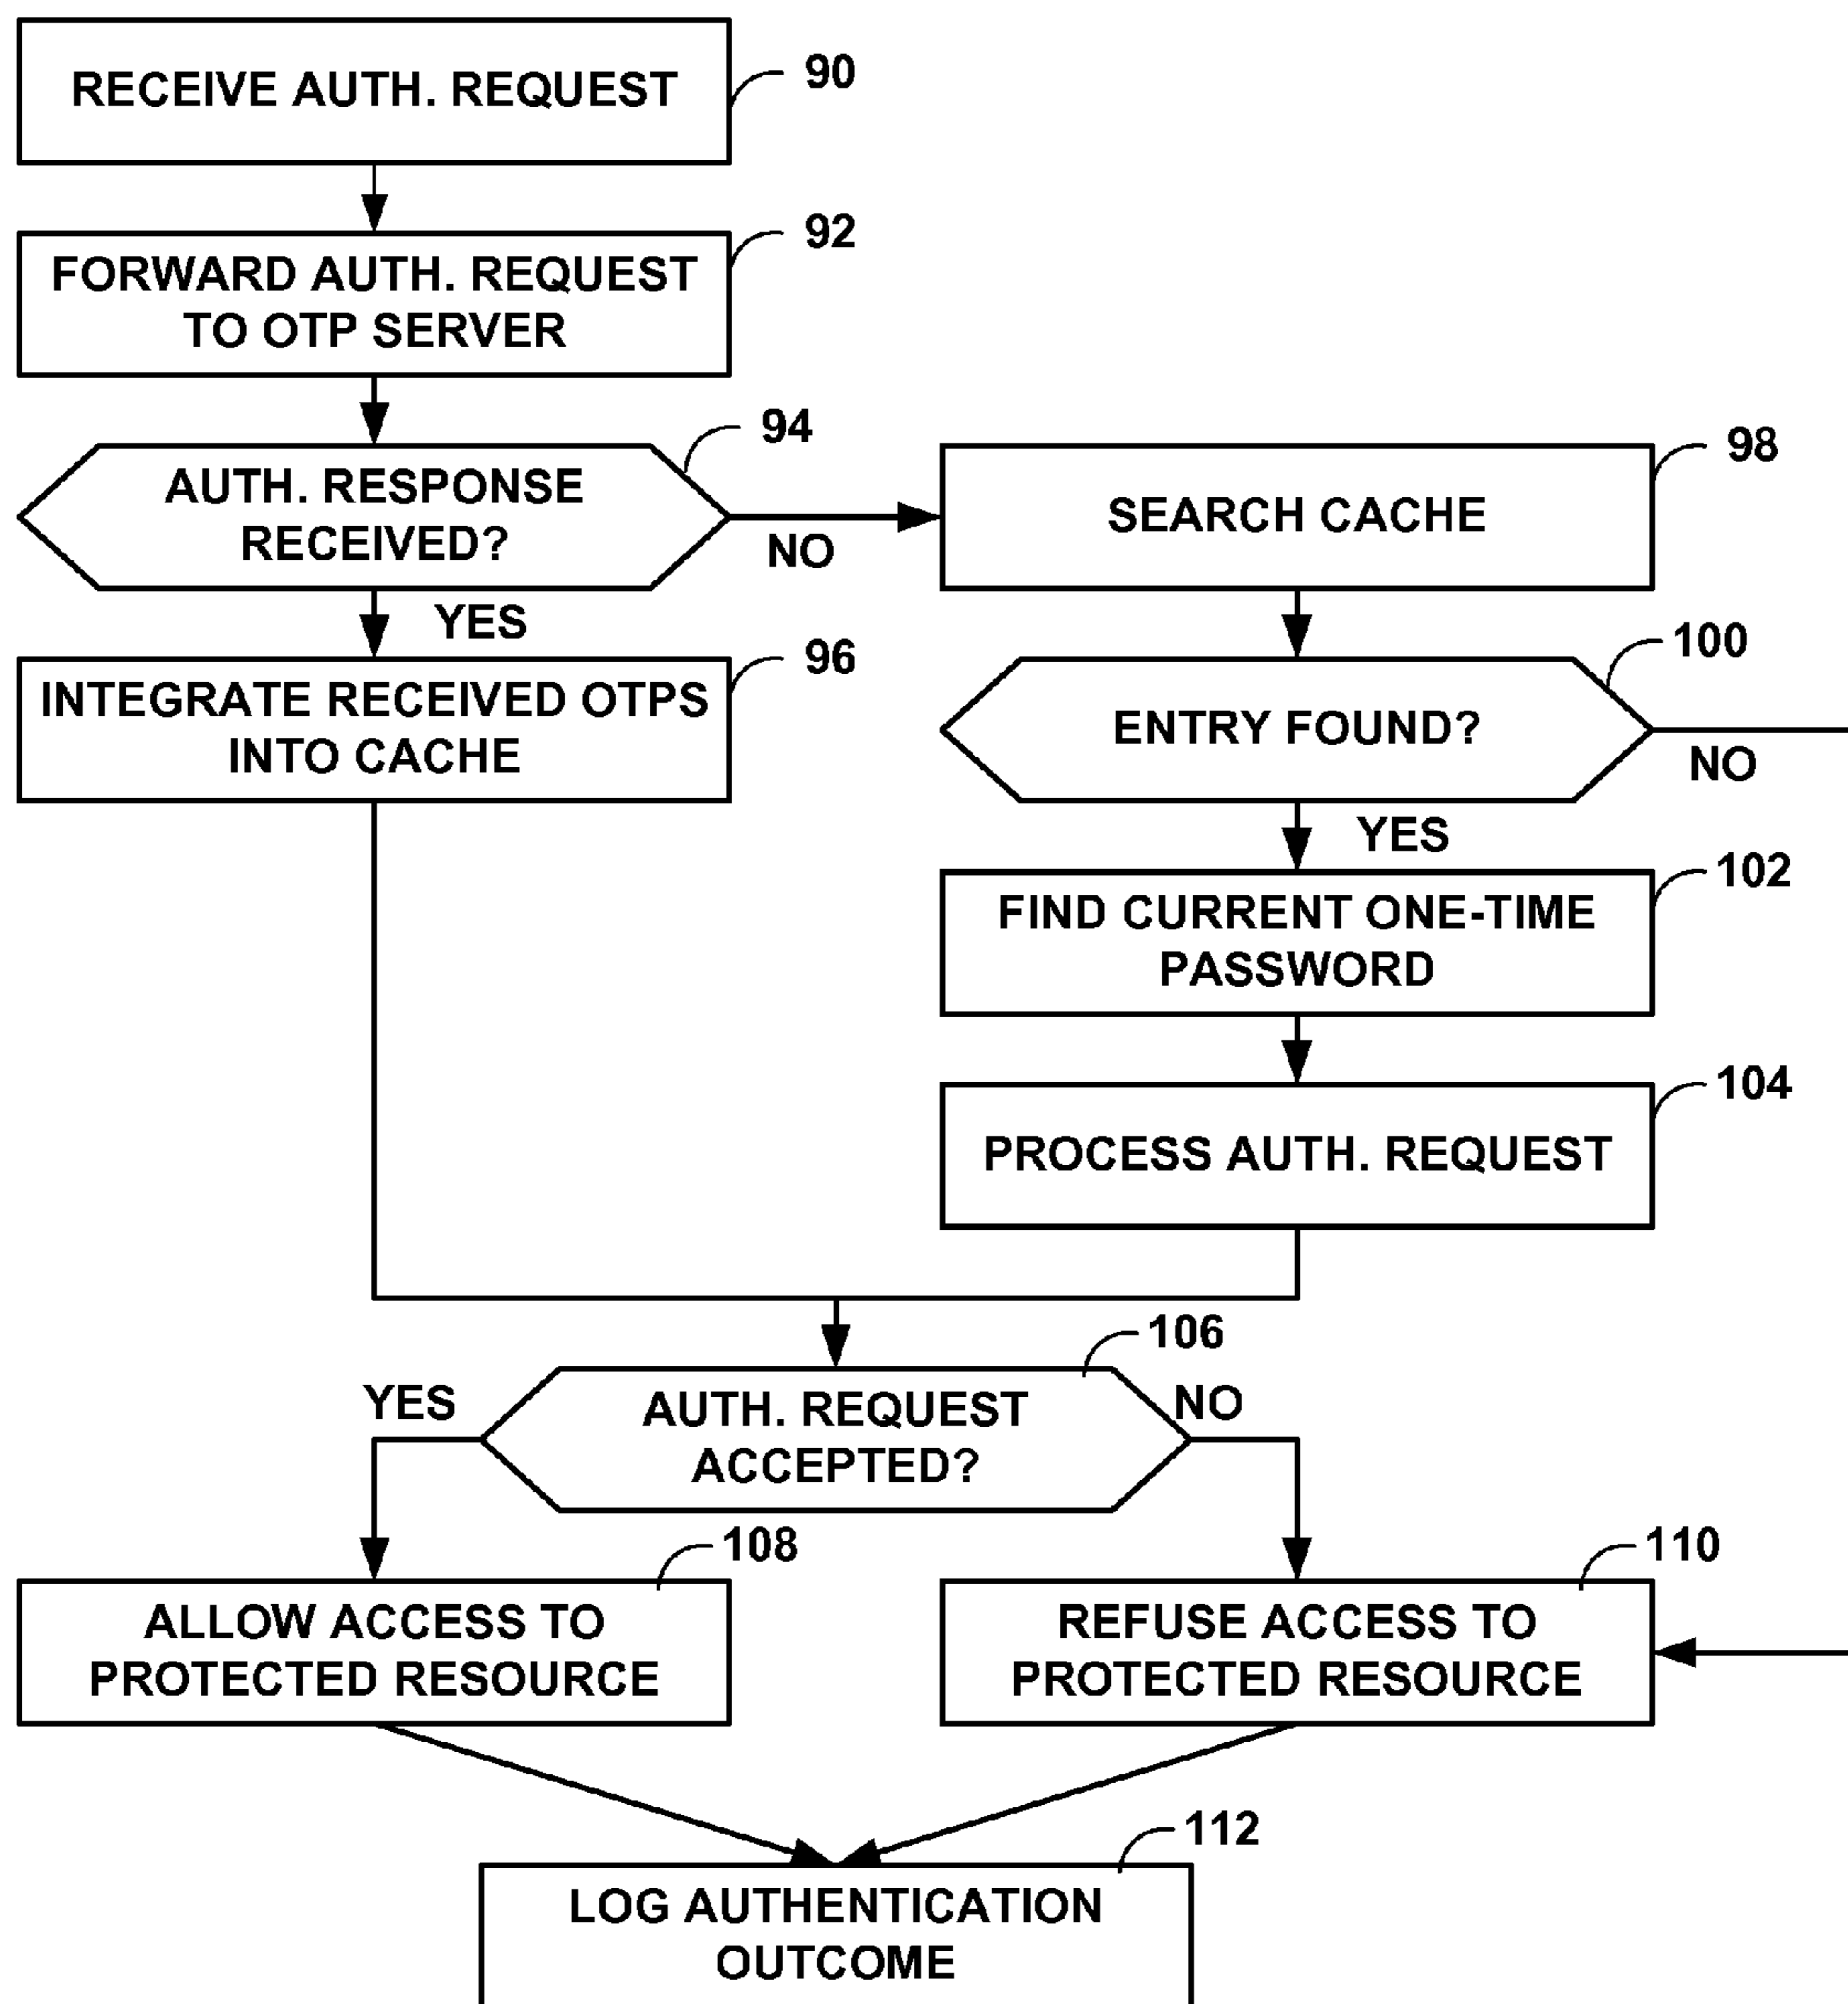 RECEIVE AUTH. REQUEST
90
FORWARD AUTH. REQUEST
TO OTP SERVER
92
AUTH. RESPONSE
RECEIVED?
94
NO
YES
INTEGRATE RECEIVED OTPS
INTO CACHE
96
SEARCH CACHE
98
ENTRY FOUND?
100
NO
YES
FIND CURRENT ONE-TIME
PASSWORD
102
PROCESS AUTH. REQUEST
104
AUTH. REQUEST
ACCEPTED?
106
YES
NO
ALLOW ACCESS TO
PROTECTED RESOURCE
108
REFUSE ACCESS TO
PROTECTED RESOURCE
110
LOG AUTHENTICATION
OUTCOME
112